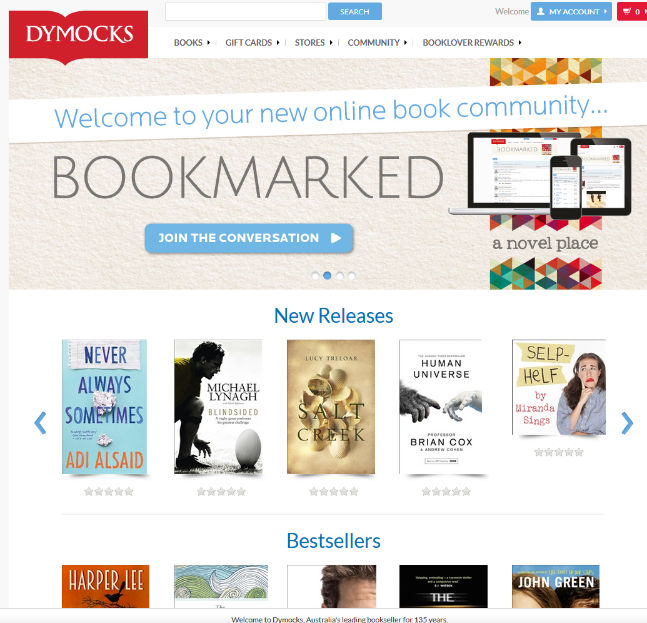 DYMOCKS
SEARCH
Welcome
MY ACCOUNT
0
BOOKS
GIFT CARDS
STORES
COMMUNITY
BOOKLOVER REWARDS
Welcome to your new online book community...
BOOKMARKED
JOIN THE CONVERSATION
a novel place
New Releases
NEVER
ALWAYS
SOMETIMES
ADI ALSAID
MICHAEL
LYNAGH
BLINDSIDED
LUCY TRELOAR
SALT
CREEK
HUMAN
UNIVERSE
PROFESSOR
BRIAN COX
& ANDREW COHEN
SELP-
HELF
by
Miranda
Sings
Bestsellers
HARPER LEE
THE
JOHN GREEN
Welcome to Dymocks, Australia's leading bookseller for 135 years.